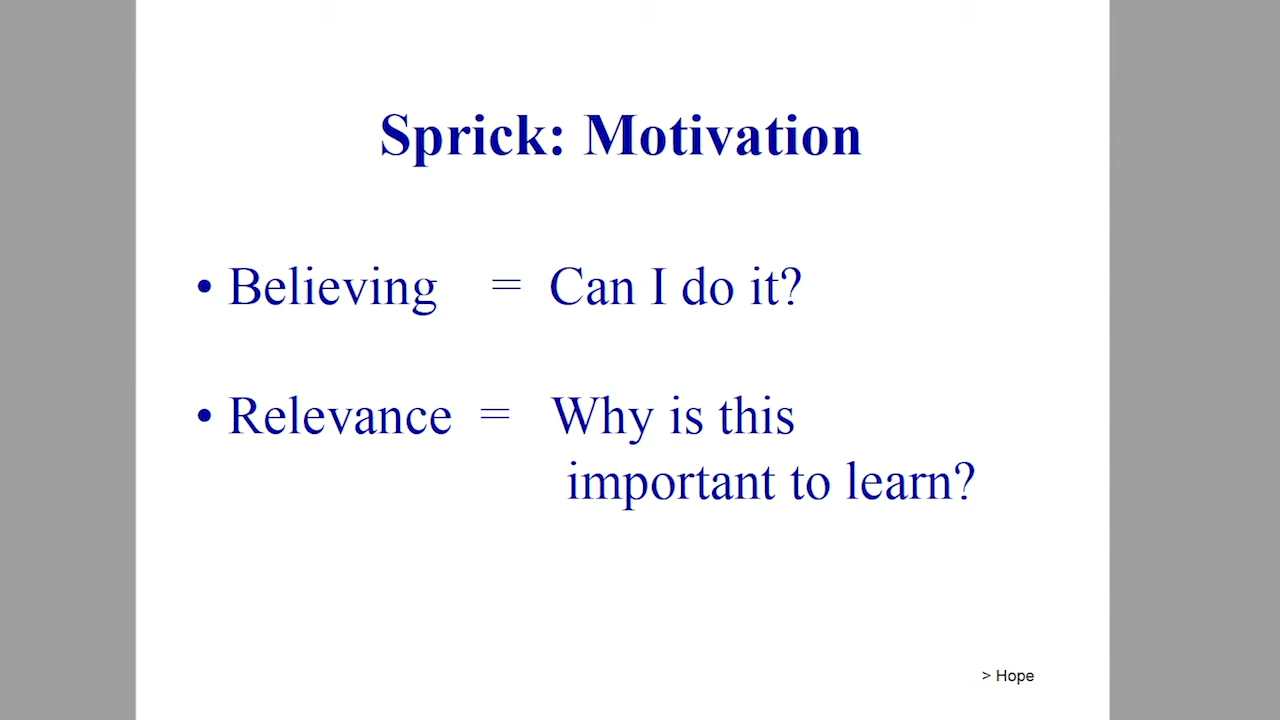 Sprick: Motivation
• Believing = Can I do it?
• Relevance = Why is this
important to learn?
> Hope